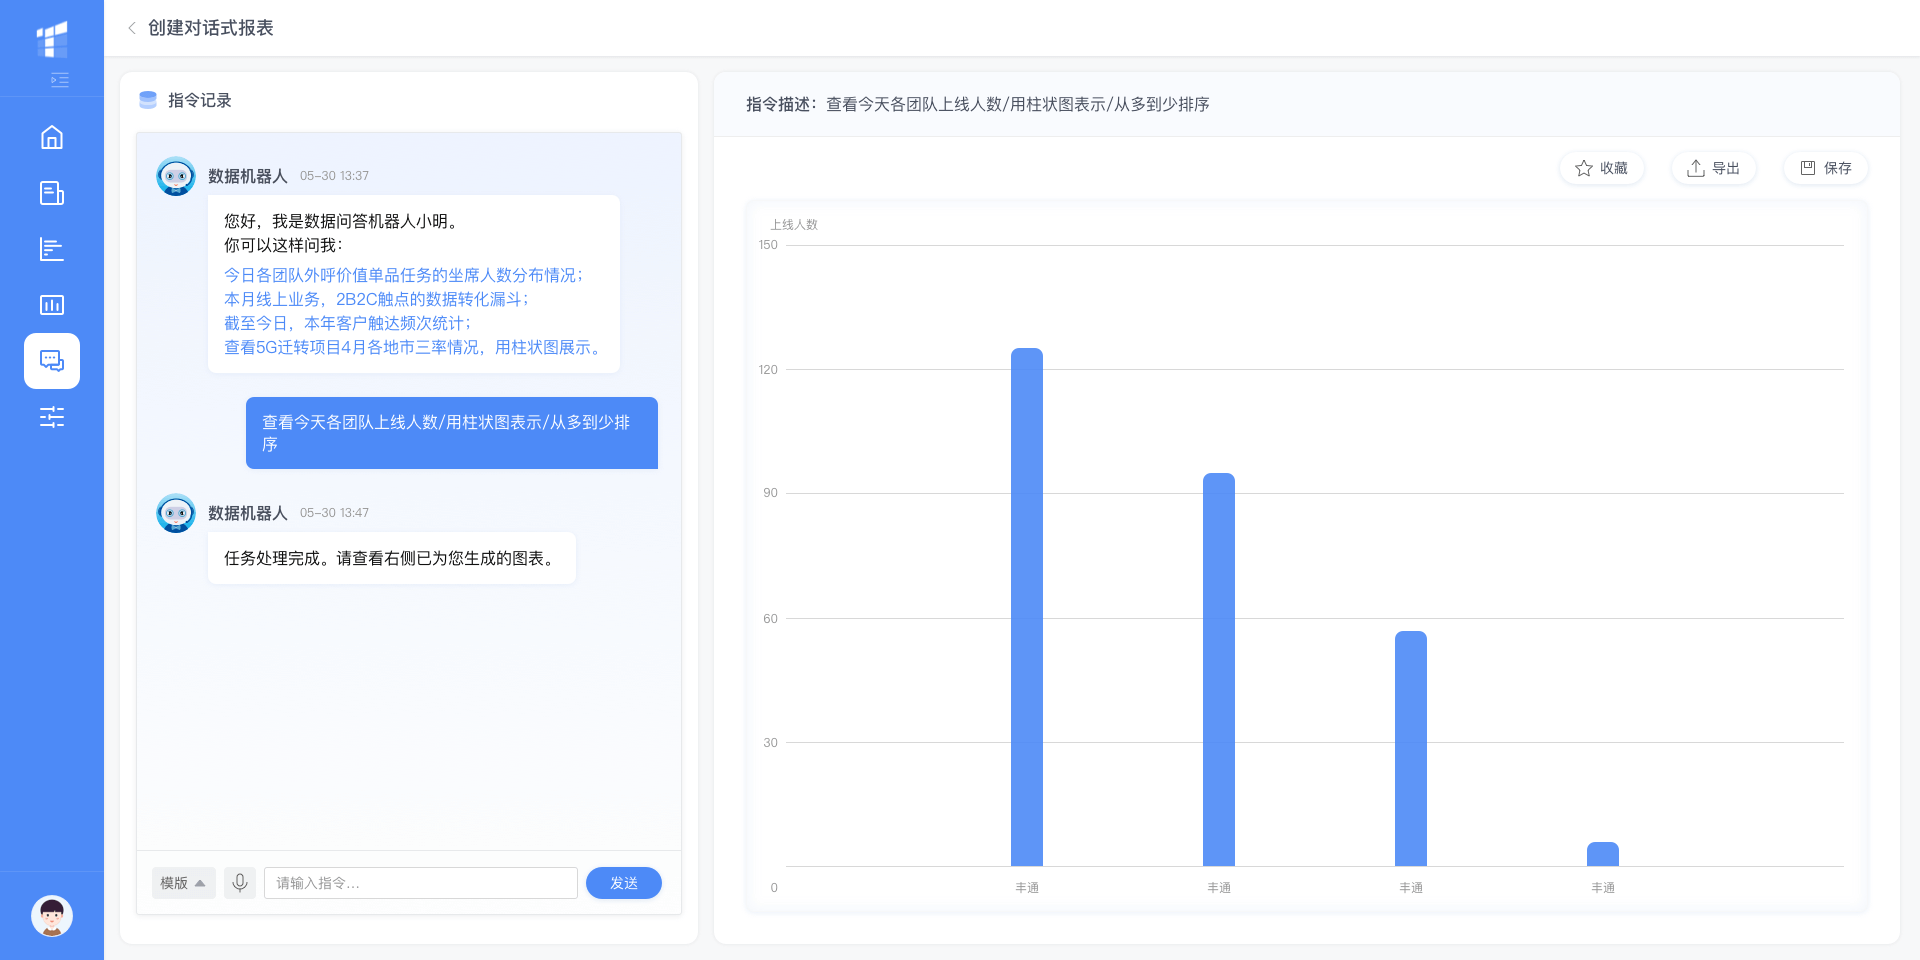 创建对话式报表
指令记录
数据机器人 05-30 13:37
您好，我是数据问答机器人小明。
你可以这样问我：
今日各团队外呼价值单品任务的坐席人数分布情况；
本月线上业务，2B2C触点的数据转化漏斗；
截至今日，本年客户触达频次统计；
查看5G迁转项目4月各地市三率情况，用柱状图展示。
查看今天各团队上线人数/用柱状图表示/从多到少排
序
数据机器人 05-30 13:47
任务处理完成。请查看右侧已为您生成的图表。
模版
请输入指令...
发送
指令描述：查看今天各团队上线人数/用柱状图表示/从多到少排序
收藏
导出
保存
上线人数
150
120
90
60
30
0
丰通
丰通
丰通
丰通